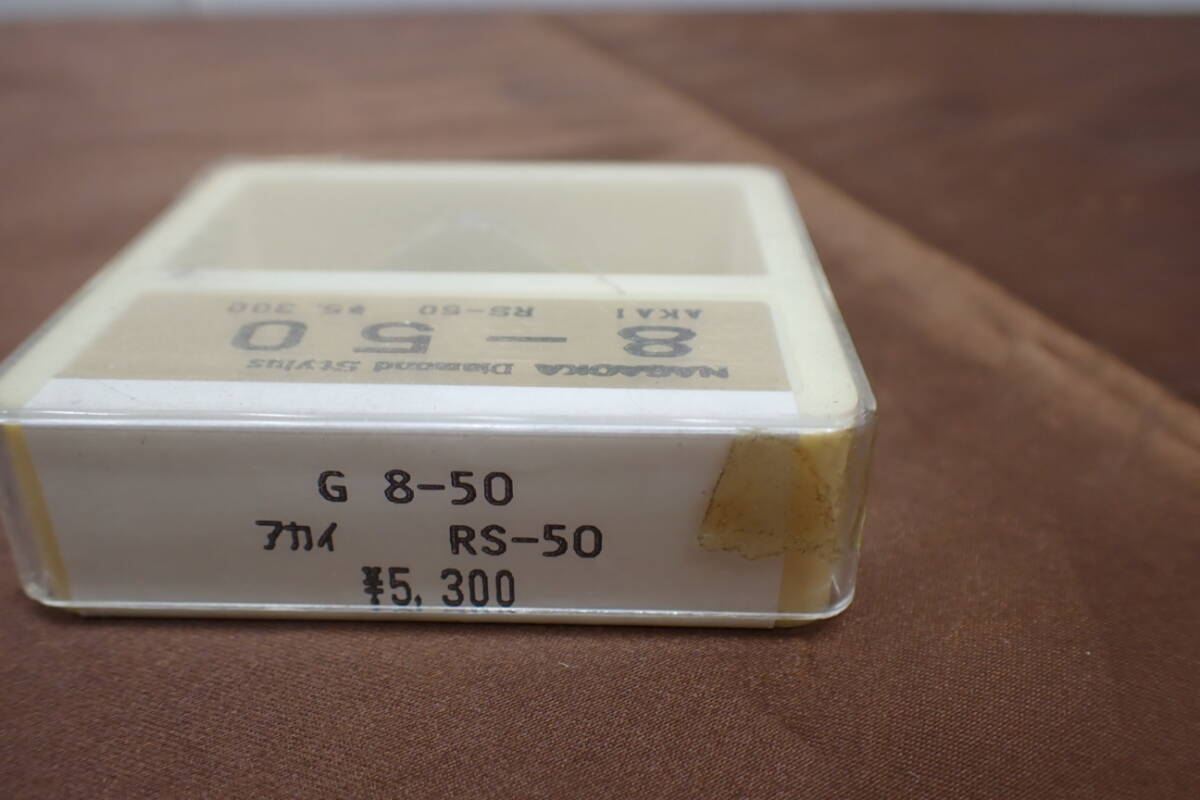 NAGAOKA Diamond Stylus
8-50
AKAI RS-50 ¥5,300
G 8-50
アカイ RS-50
¥5,300